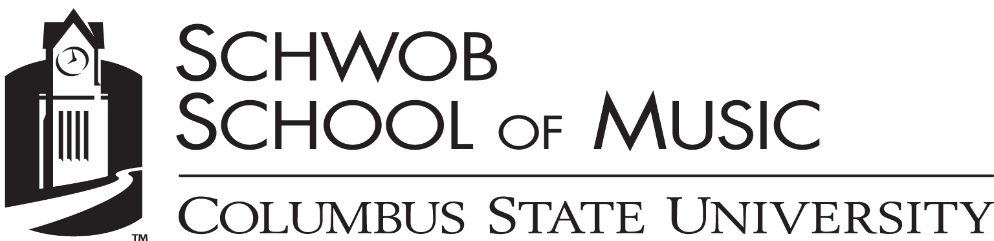 SCHWOB
SCHOOL OF MUSIC
COLUMBUS STATE UNIVERSITY
TM